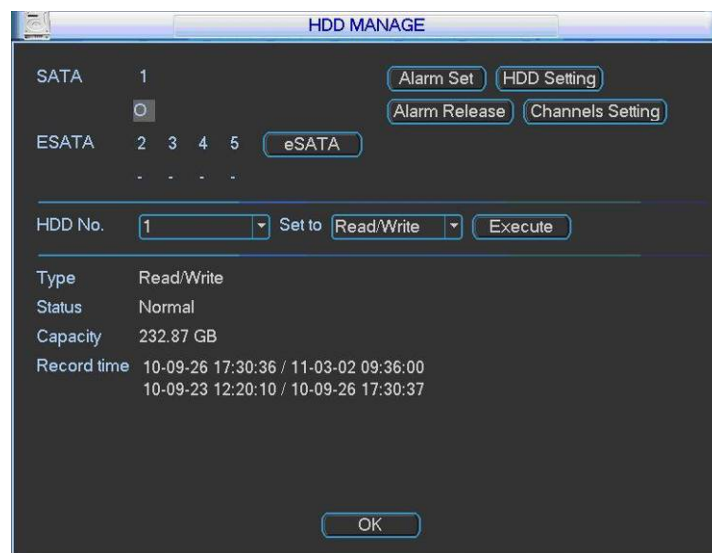 HDD MANAGE
SATA 1 Alarm Set HDD Setting
O Alarm Release Channels Setting
ESATA 2 3 4 5 eSATA
- - - -
HDD No. 1 Set to Read/Write Execute
Type Read/Write
Status Normal
Capacity 232.87 GB
Record time 10-09-26 17:30:36 / 11-03-02 09:36:00
10-09-23 12:20:10 / 10-09-26 17:30:37
OK